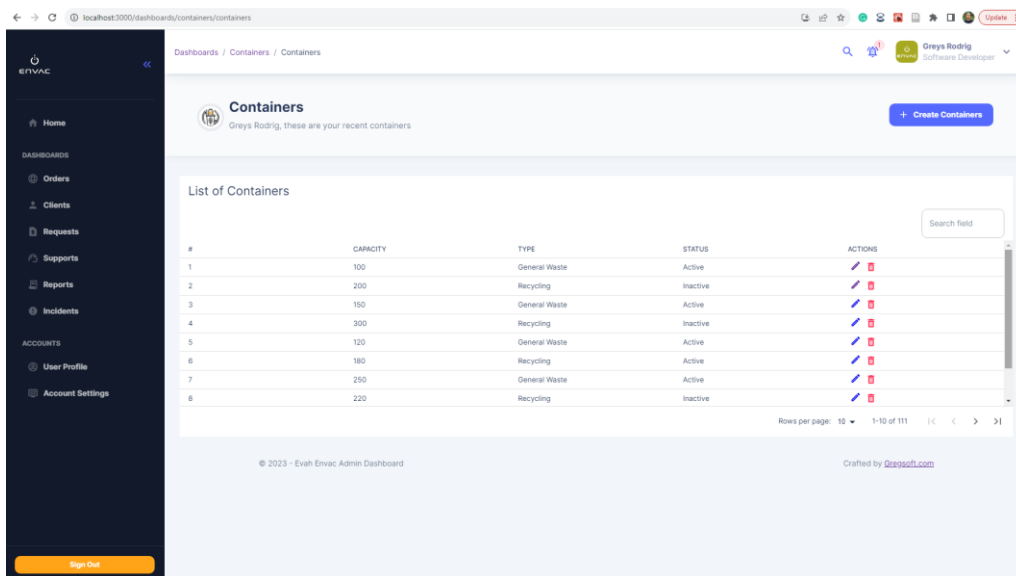 localhost:3000/dashboards/containers/containers
Update
ENVAC
Dashboards / Containers / Containers
1
ENVAC
Greys Rodrig
Software Developer
Home
DASHBOARDS
Orders
Clients
Requests
Supports
Reports
Incidents
ACCOUNTS
User Profile
Account Settings
Sign Out
Containers
Greys Rodrig, these are your recent containers
+ Create Containers
List of Containers
Search field
# CAPACITY TYPE STATUS ACTIONS
1 100 General Waste Active
2 200 Recycling Inactive
3 150 General Waste Active
4 300 Recycling Inactive
5 120 General Waste Active
6 180 Recycling Active
7 250 General Waste Active
8 220 Recycling Inactive
Rows per page: 10 1-10 of 111
© 2023 - Evah Envac Admin Dashboard
Crafted by Gregsoft.com